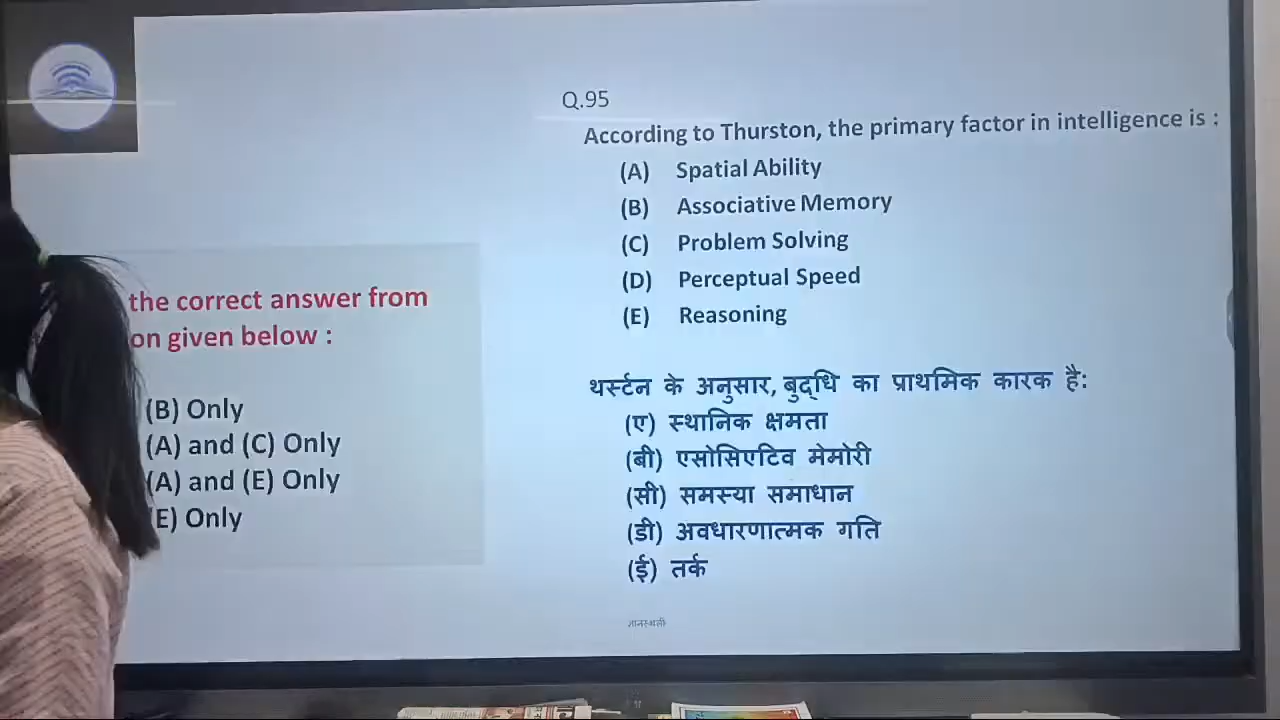 Q.95
According to Thurston, the primary factor in intelligence is :
(A) Spatial Ability
(B) Associative Memory
(C) Problem Solving
(D) Perceptual Speed
(E) Reasoning
थर्स्टन के अनुसार, बुद्धि का प्राथमिक कारक है:
(ए) स्थानिक क्षमता
(बी) एसोसिएटिव मेमोरी
(सी) समस्या समाधान
(डी) अवधारणात्मक गति
(ई) तर्क
ज्ञानस्थली
the correct answer from
on given below :
(B) Only
(A) and (C) Only
(A) and (E) Only
(E) Only